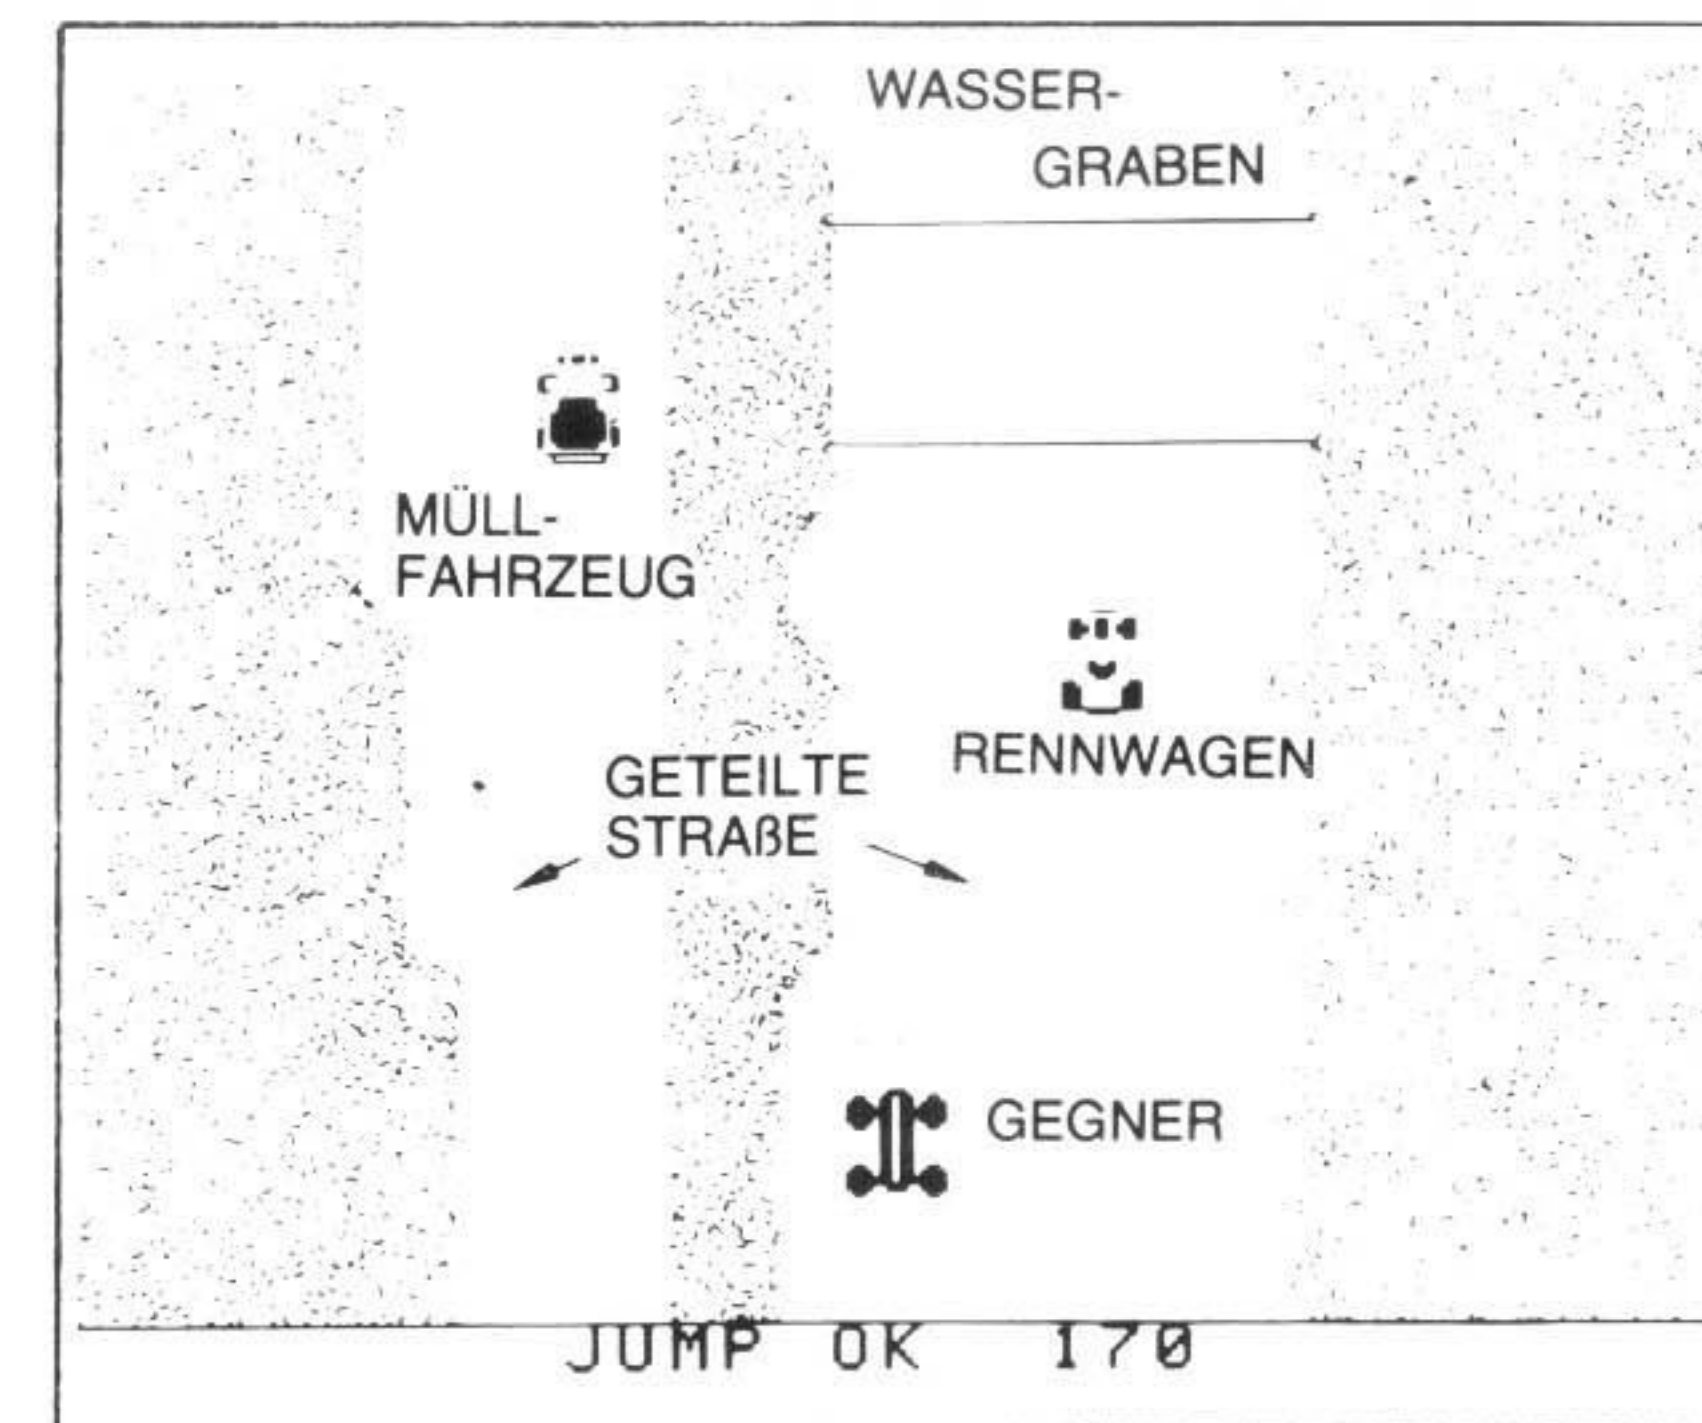 WASSER-
GRABEN
MÜLL-
FAHRZEUG
RENNWAGEN
GETEILTE
STRAßE
GEGNER
JUMP OK 170